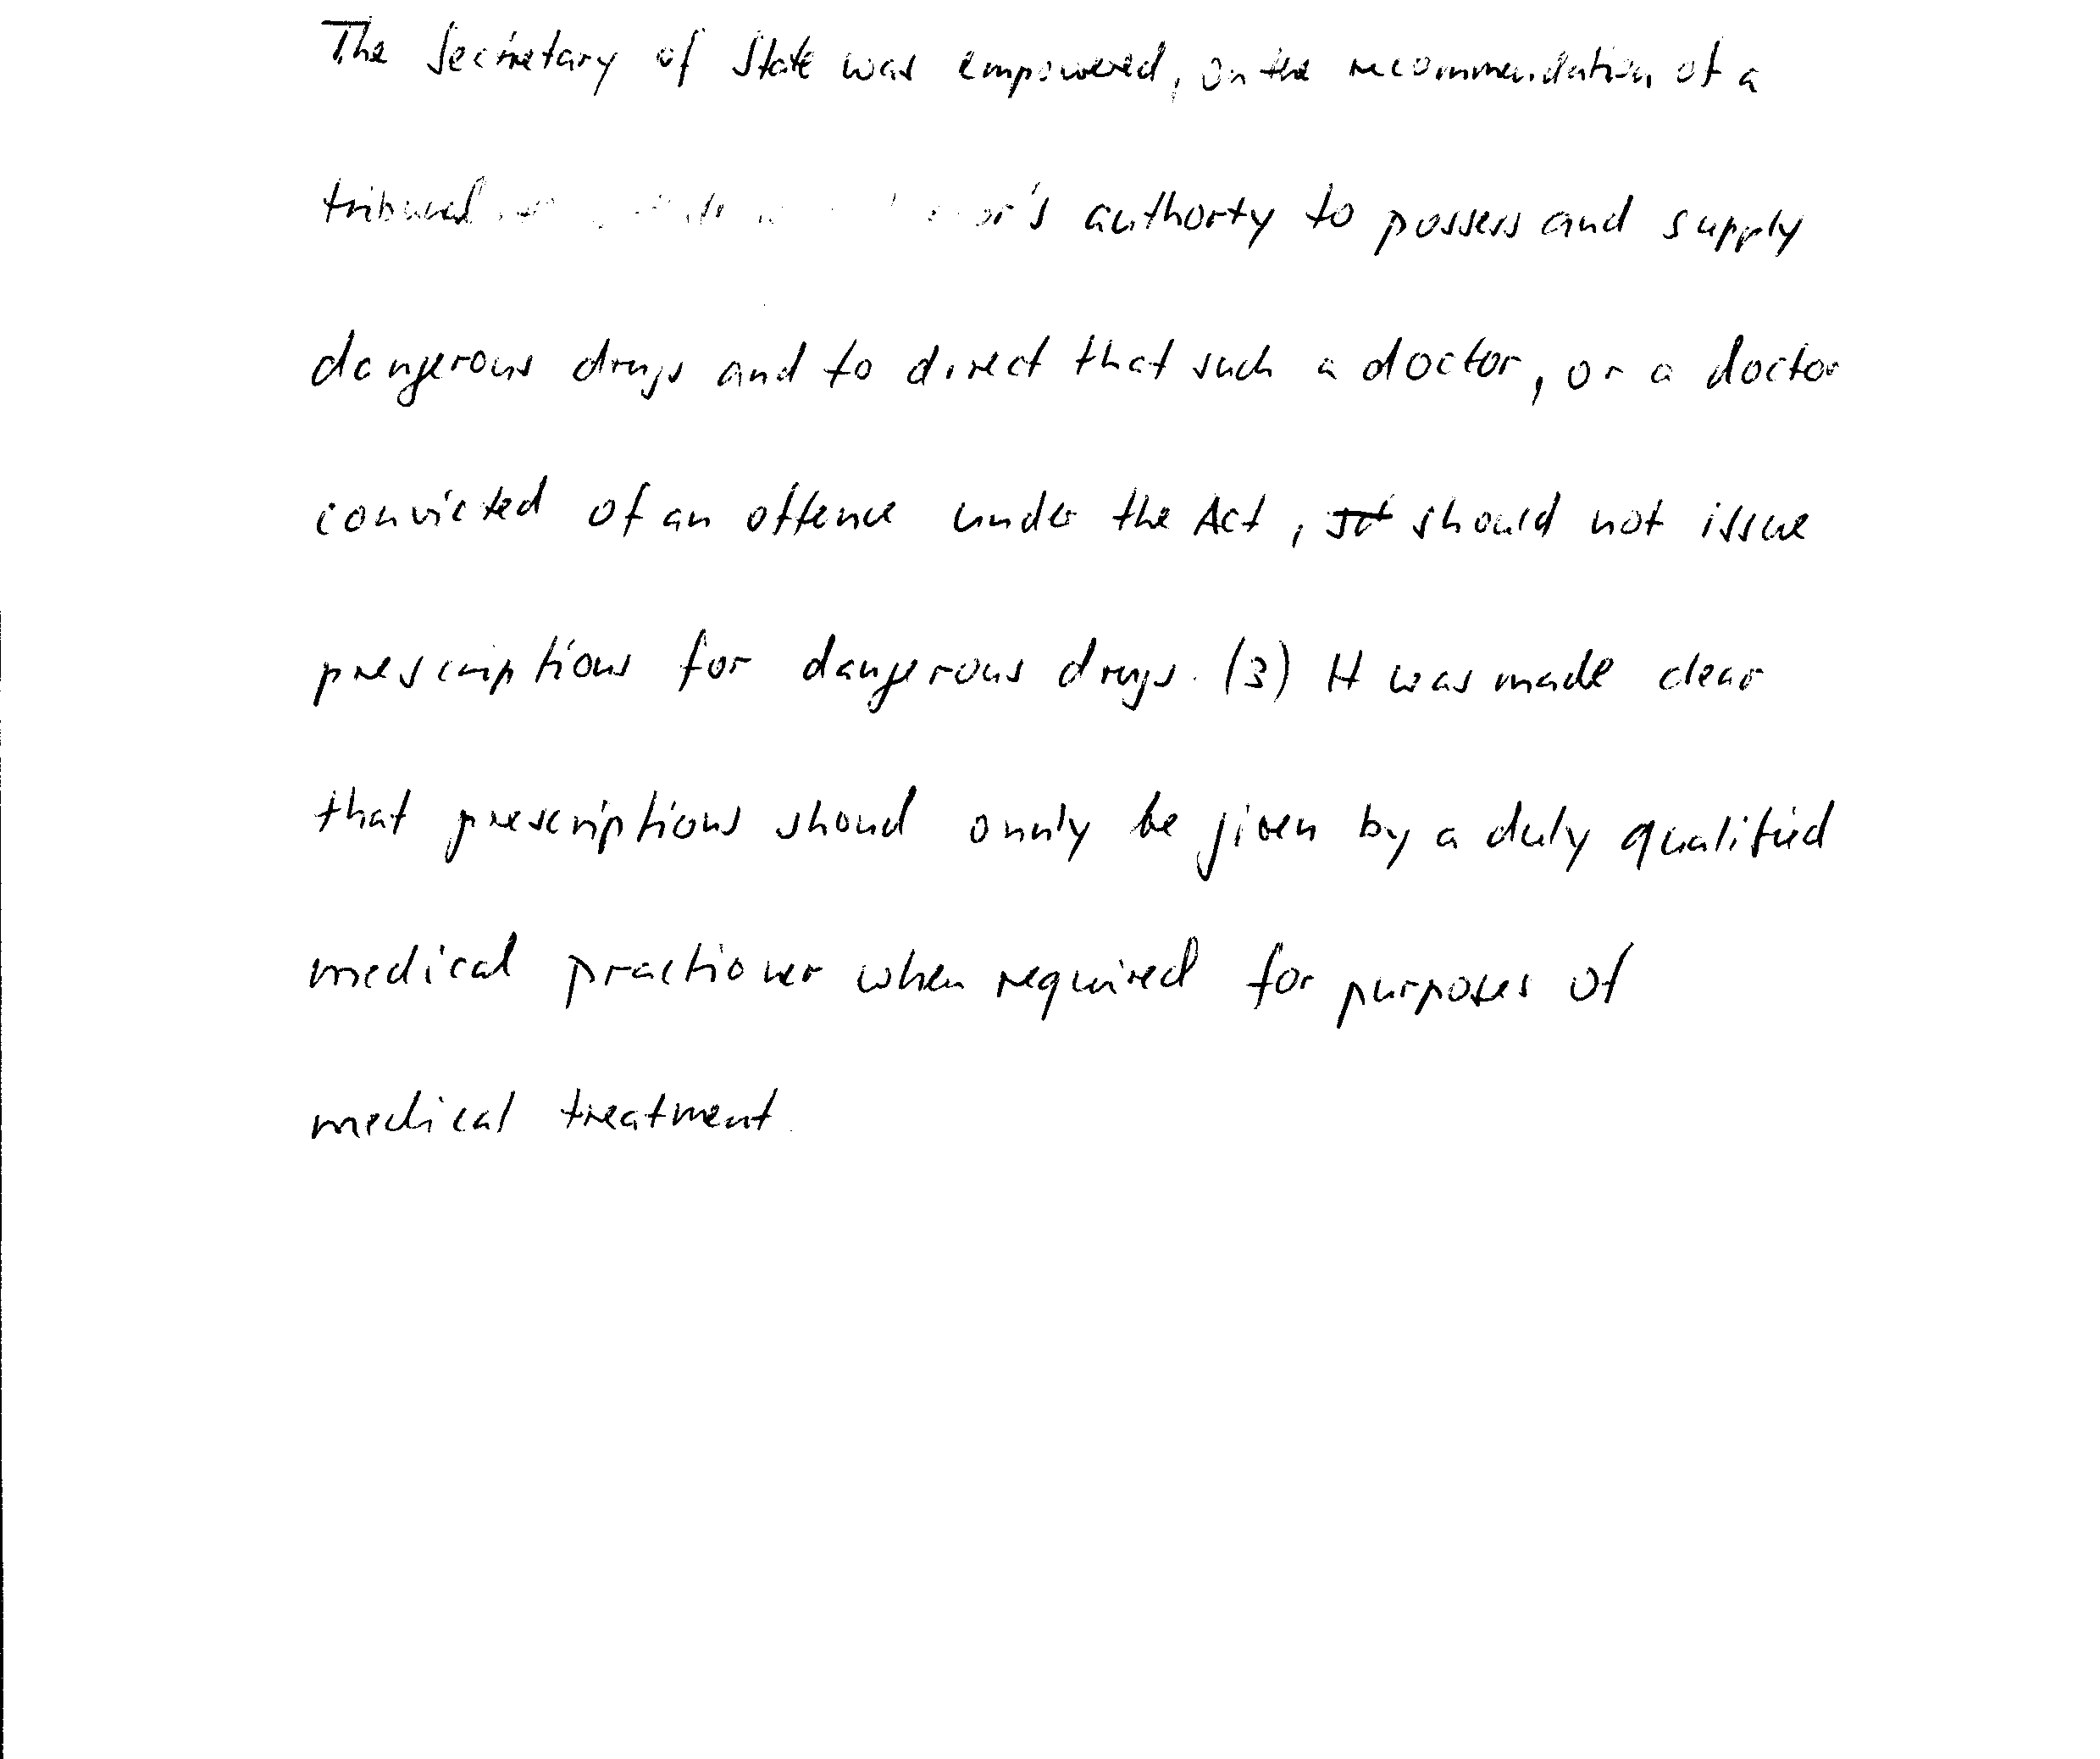 The Secretary of State was empowered, on the recommendation of a
tribunal authorty to possess and supply
dangerous drugs and to direct that such a doctor, or a doctor
convicted of an offence under the Act, should not issue
prescriptions for dangerous drugs. (3) It was made clear
that prescriptions shoud onnly be given by a duly qualified
medical practioner when required for purposes of
medical treatment.